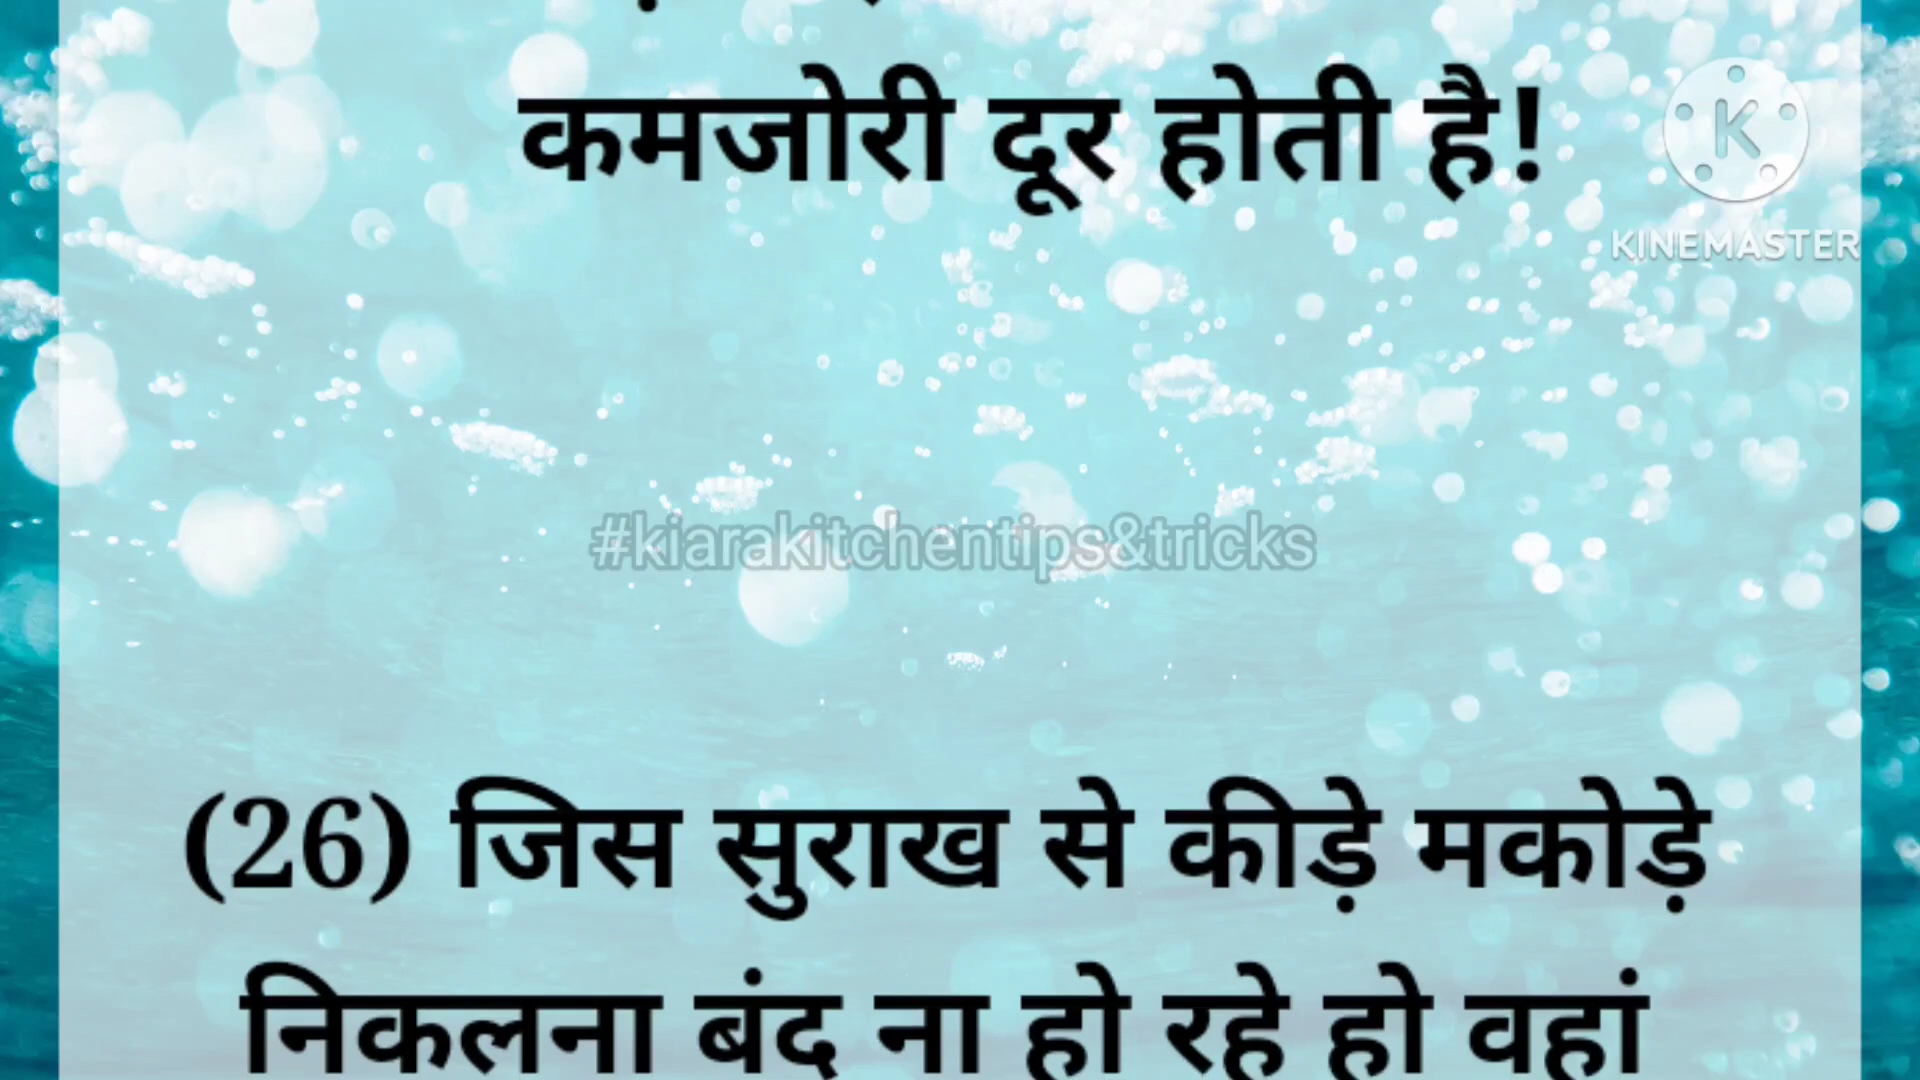 कमजोरी दूर होती है!
K
KINEMASTER
#kiarakitchentips&tricks
(26) जिस सुराख से कीड़े मकोड़े
निकलना बंद ना हो रहे हो वहां